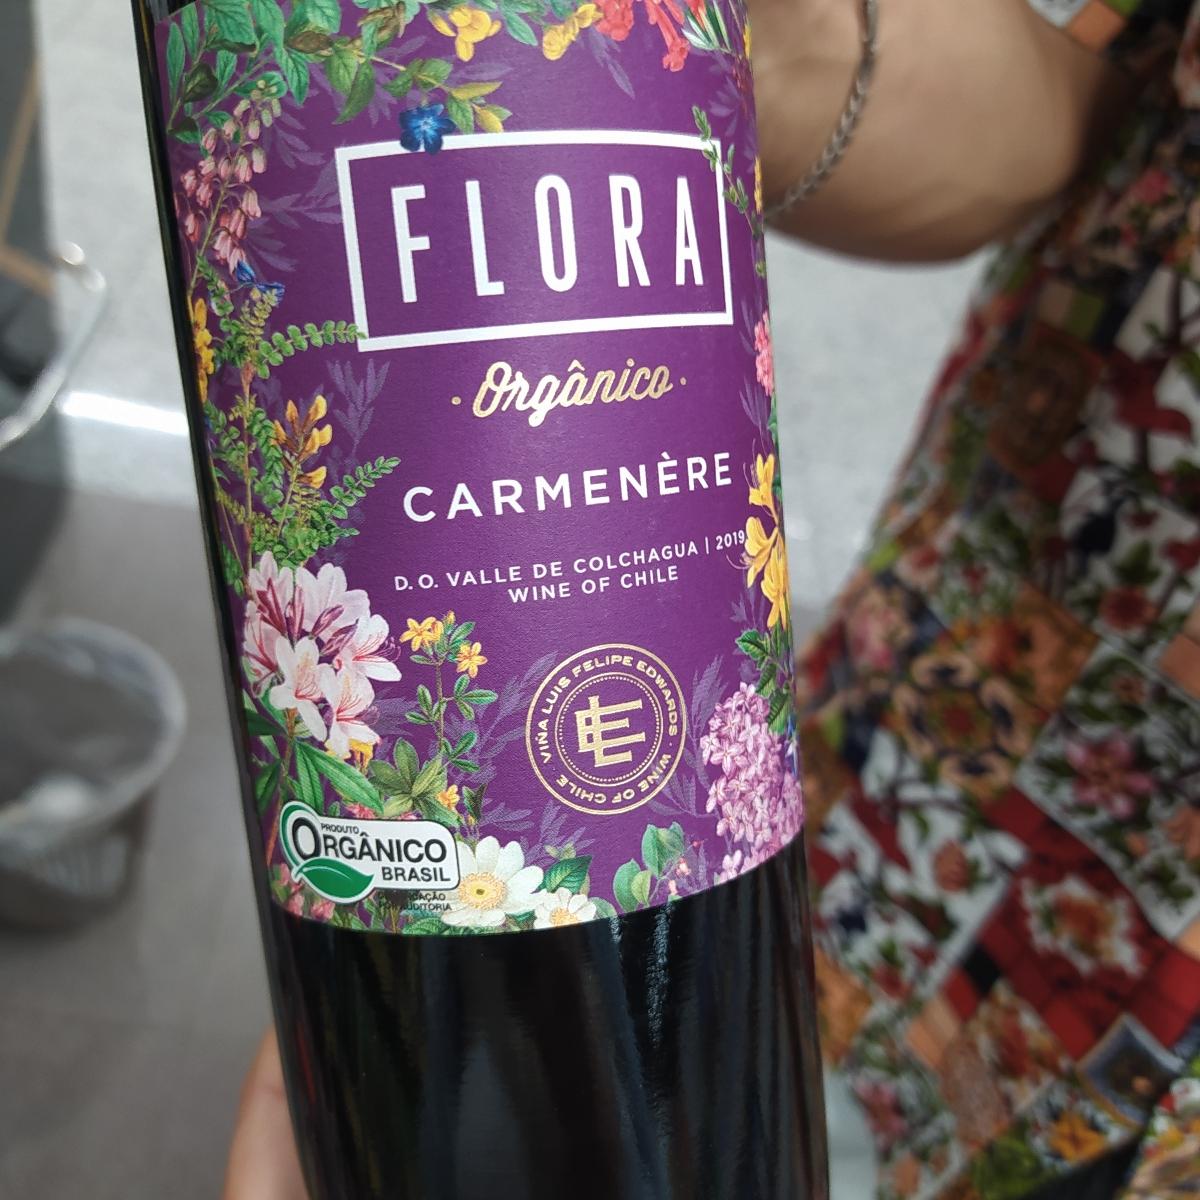 FLORA
·Orgânico·
CARMENÈRE
D.O. VALLE DE COLCHAGUA | 2019
WINE OF CHILE
VIÑA LUIS FELIPE EDWARDS · WINE OF CHILE ·
LFE
PRODUTO
ORGÂNICO
BRASIL